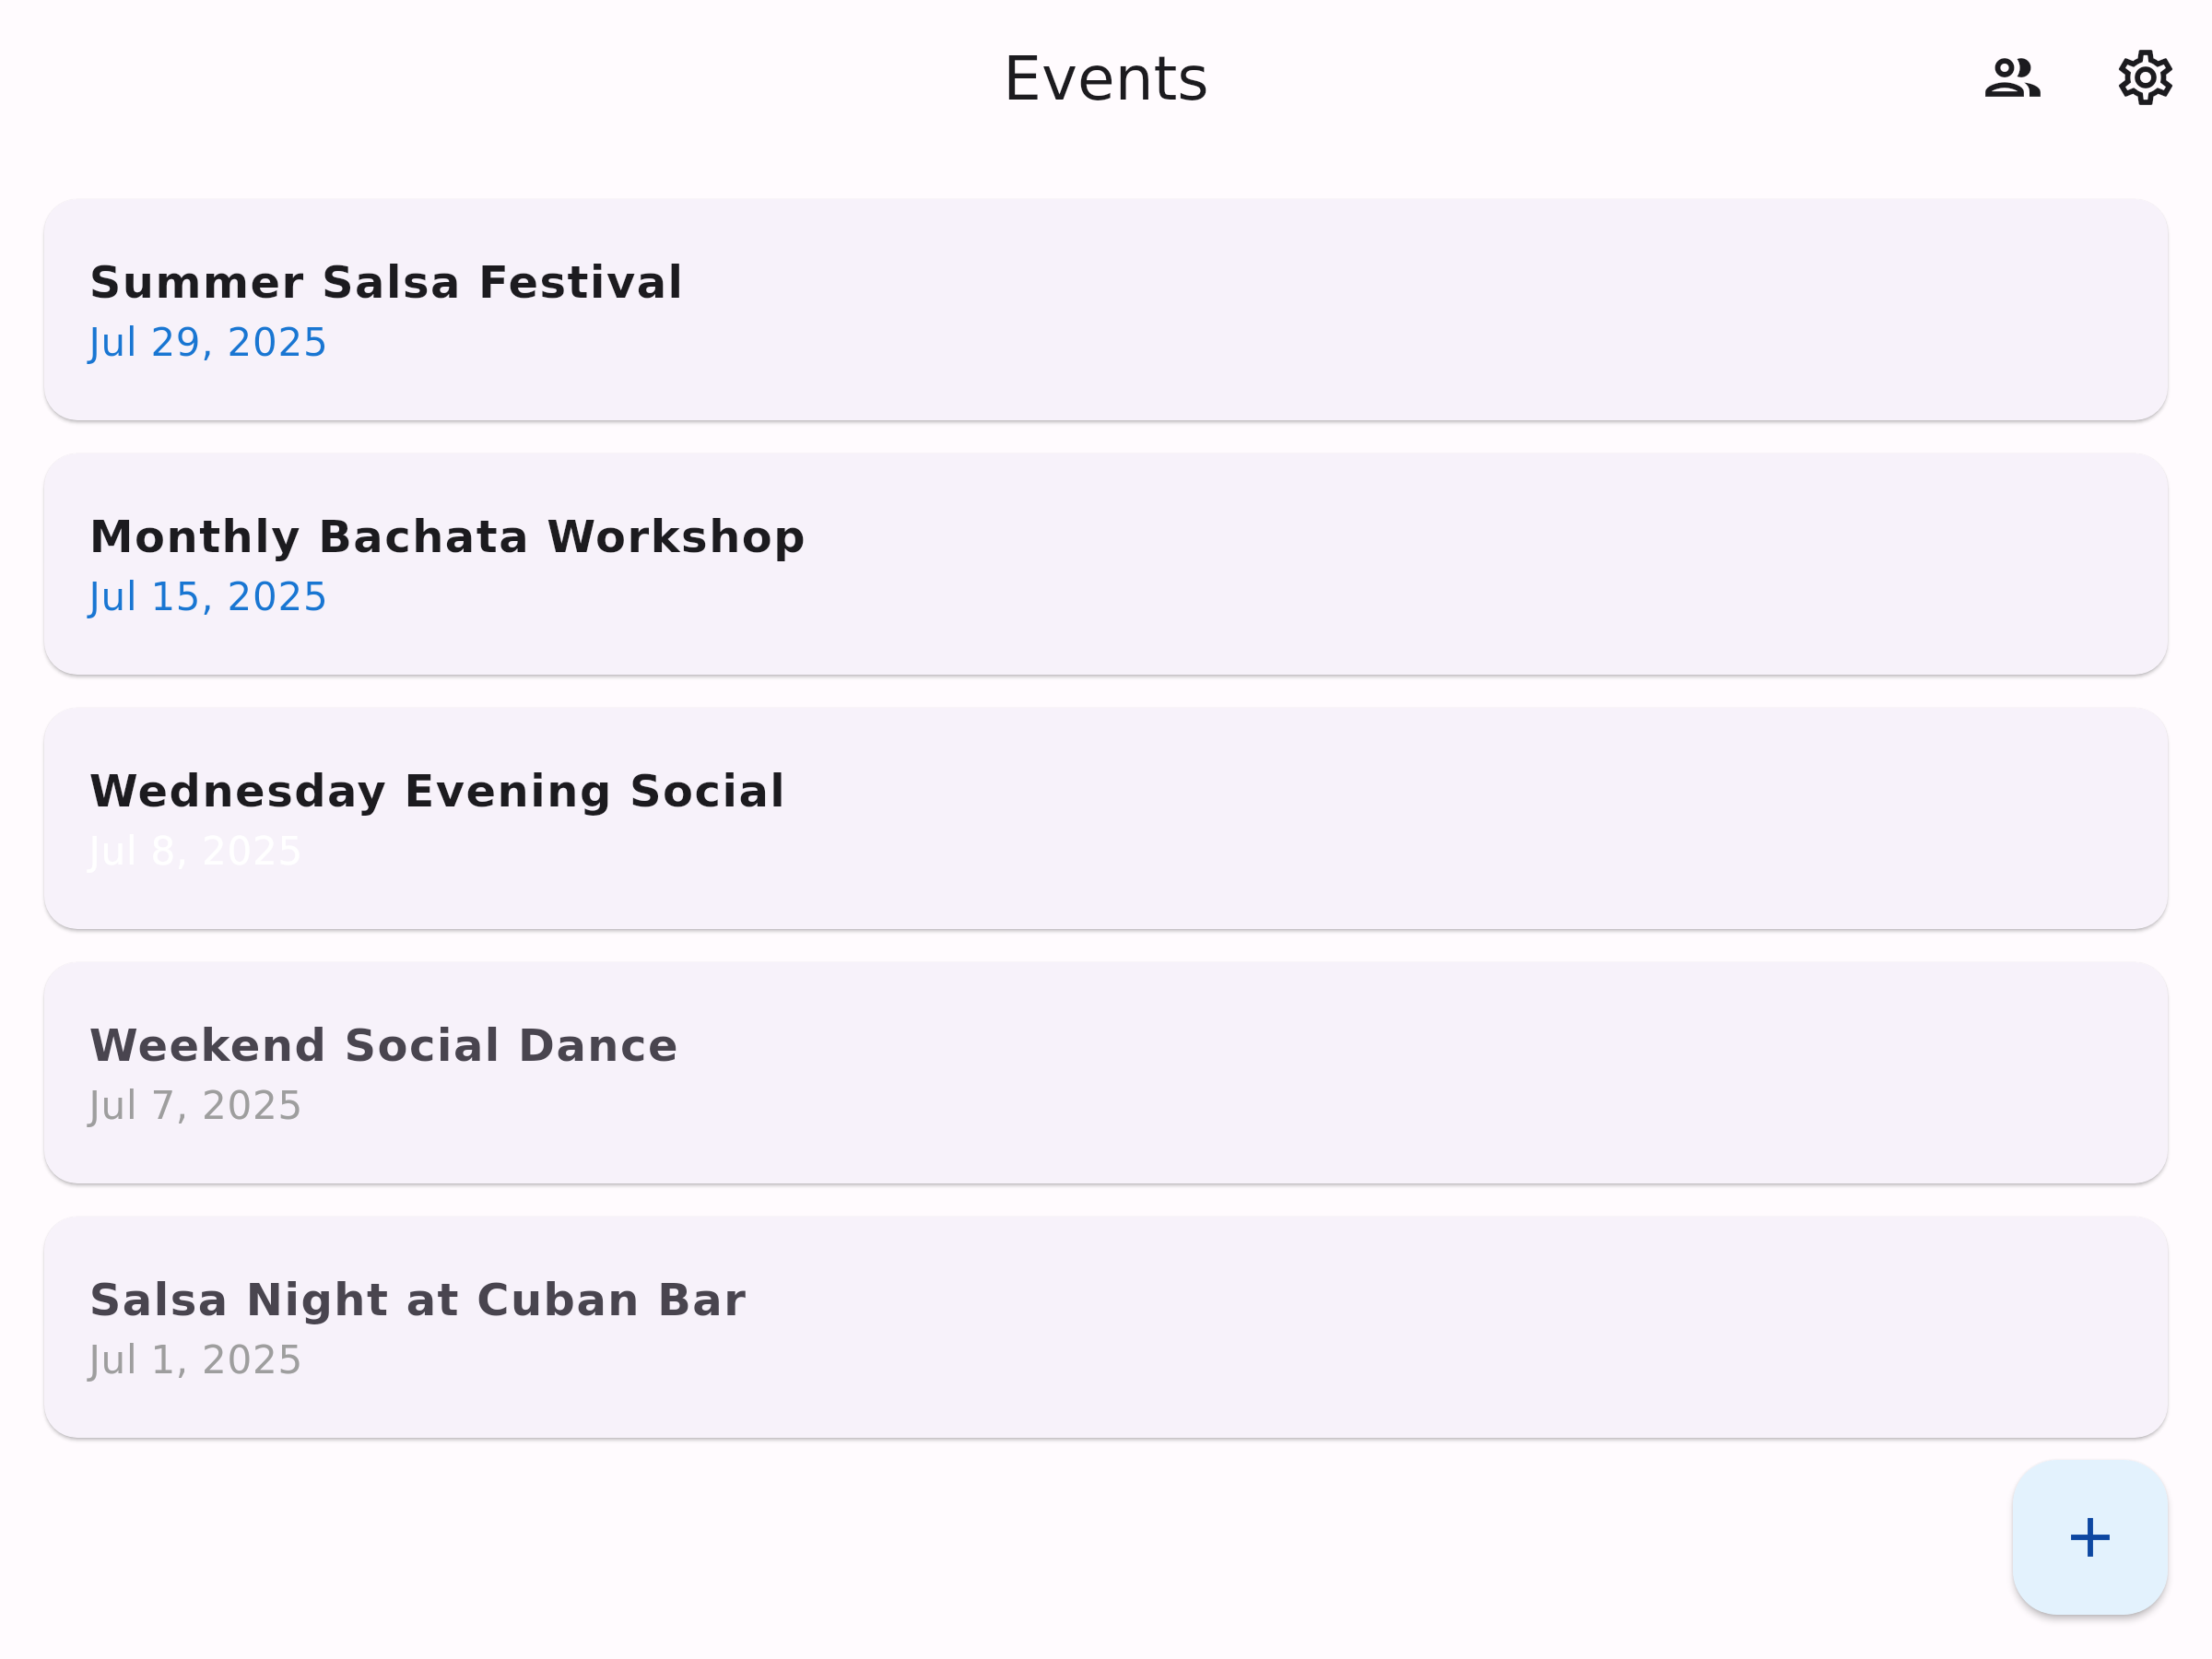 Events
Summer Salsa Festival
Jul 29, 2025
Monthly Bachata Workshop
Jul 15, 2025
Wednesday Evening Social
Jul 8, 2025
Weekend Social Dance
Jul 7, 2025
Salsa Night at Cuban Bar
Jul 1, 2025